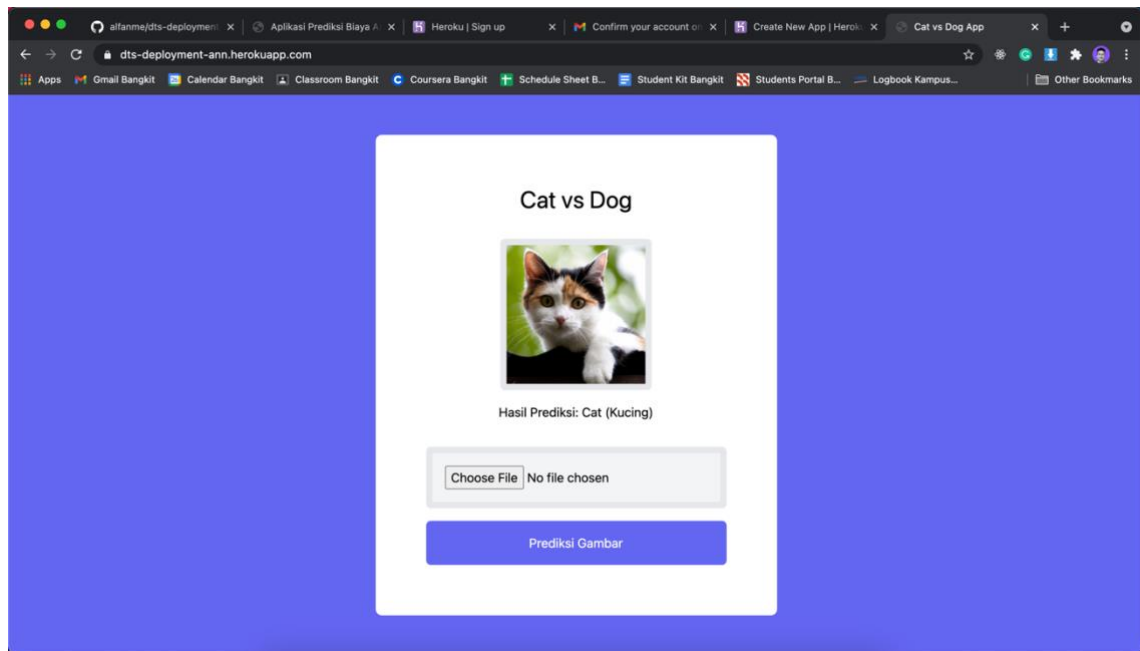 alfanme/dts-deployment
Aplikasi Prediksi Biaya A
Heroku | Sign up
Confirm your account on
Create New App | Herok
Cat vs Dog App
dts-deployment-ann.herokuapp.com
Apps
Gmail Bangkit
Calendar Bangkit
Classroom Bangkit
Coursera Bangkit
Schedule Sheet B...
Student Kit Bangkit
Students Portal B...
Logbook Kampus...
Other Bookmarks
Cat vs Dog
Hasil Prediksi: Cat (Kucing)
Choose File No file chosen
Prediksi Gambar